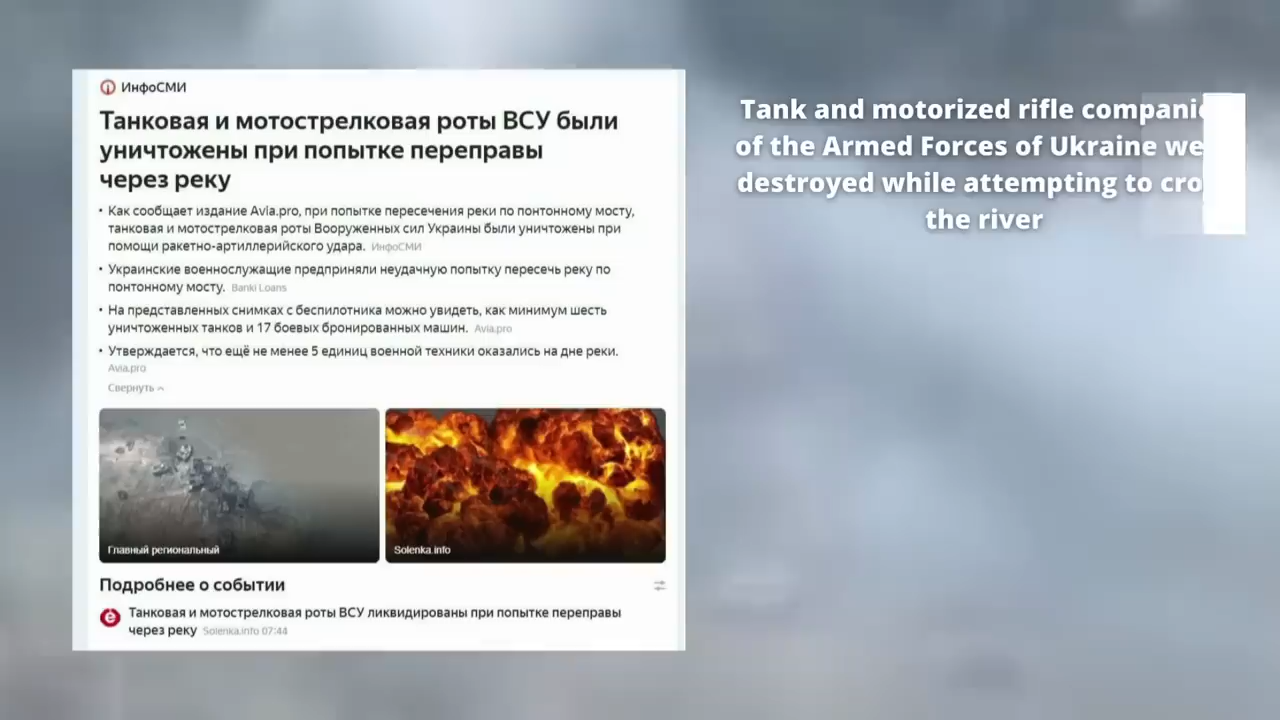 ИнфоСМИ
Танковая и мотострелковая роты ВСУ были
уничтожены при попытке переправы
через реку
• Как сообщает издание Avia.pro, при попытке пересечения реки по понтонному мосту,
танковая и мотострелковая роты Вооруженных сил Украины были уничтожены при
помощи ракетно-артиллерийского удара. ИнфоСМИ
• Украинские военнослужащие предприняли неудачную попытку пересечь реку по
понтонному мосту. Banki Loans
• На представленных снимках с беспилотника можно увидеть, как минимум шесть
уничтоженных танков и 17 боевых бронированных машин. Avia.pro
• Утверждается, что ещё не менее 5 единиц военной техники оказались на дне реки.
Avia.pro
Свернуть
Главный региональный
Solenka.info
Подробнее о событии
Танковая и мотострелковая роты ВСУ ликвидированы при попытке переправы
через реку Solenka.info 07:44
Tank and motorized rifle companie
of the Armed Forces of Ukraine we
destroyed while attempting to cro
the river